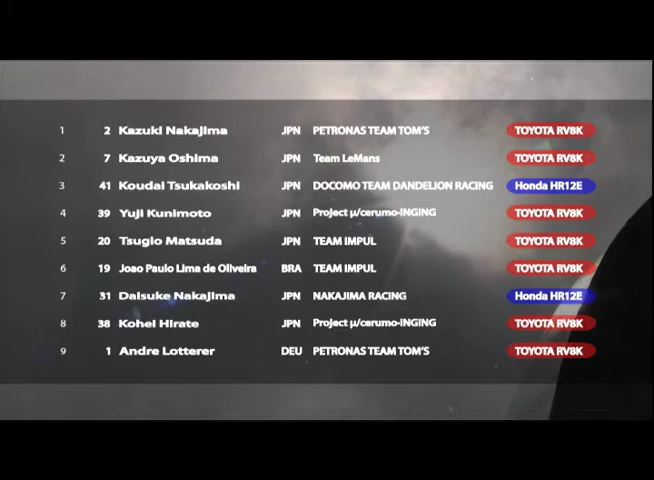 1 2 Kazuki Nakajima JPN PETRONAS TEAM TOM'S TOYOTA RV8K
2 7 Kazuya Oshima JPN Team LeMans TOYOTA RV8K
3 41 Koudai Tsukakoshi JPN DOCOMO TEAM DANDELION RACING Honda HR12E
4 39 Yuji Kunimoto JPN Project μ/cerumo·INGING TOYOTA RV8K
5 20 Tsugio Matsuda JPN TEAM IMPUL TOYOTA RV8K
6 19 Joao Paulo Lima de Oliveira BRA TEAM IMPUL TOYOTA RV8K
7 31 Daisuke Nakajima JPN NAKAJIMA RACING Honda HR12E
8 38 Kohei Hirate JPN Project μ/cerumo·INGING TOYOTA RV8K
9 1 Andre Lotterer DEU PETRONAS TEAM TOM'S TOYOTA RV8K